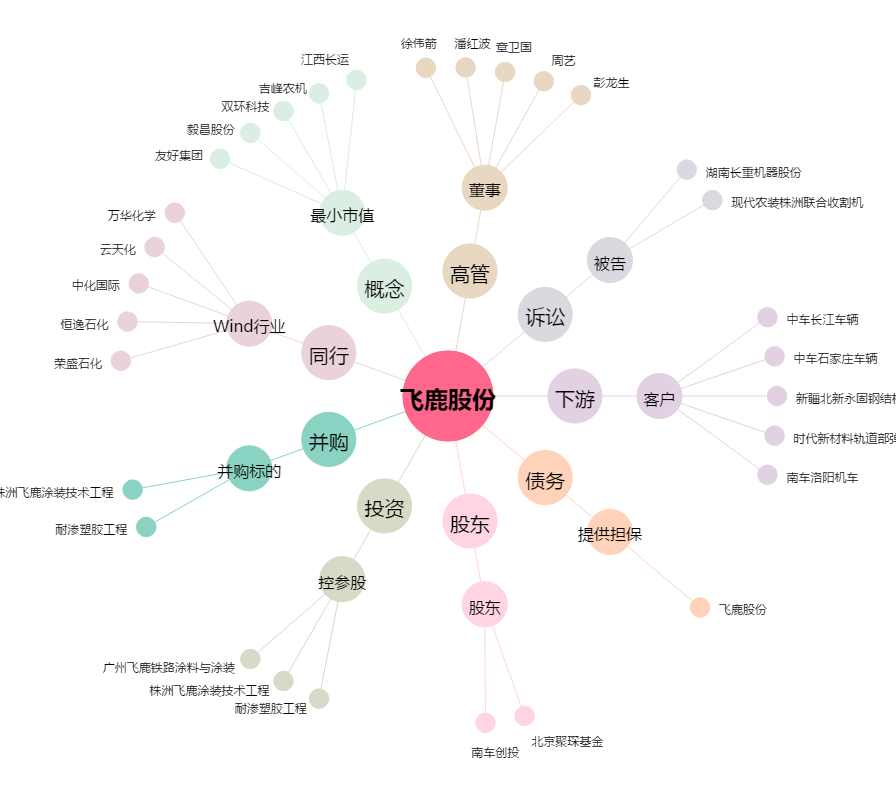 徐伟箭
潘红波
章卫国
周艺
彭龙生
江西长运
吉峰农机
双环科技
毅昌股份
友好集团
董事
最小市值
湖南长重机器股份
现代农装株洲联合收割机
万华化学
云天化
中化国际
恒逸石化
荣盛石化
高管
概念
被告
诉讼
Wind行业
同行
中车长江车辆
中车石家庄车辆
新疆北新永固钢结构
时代新材料轨道部
南车洛阳机车
飞鹿股份
下游
客户
并购
并购标的
株洲飞鹿涂装技术工程
耐渗塑胶工程
投资
债务
股东
提供担保
控参股
股东
飞鹿股份
广州飞鹿铁路涂料与涂装
株洲飞鹿涂装技术工程
耐渗塑胶工程
南车创投
北京聚琛基金